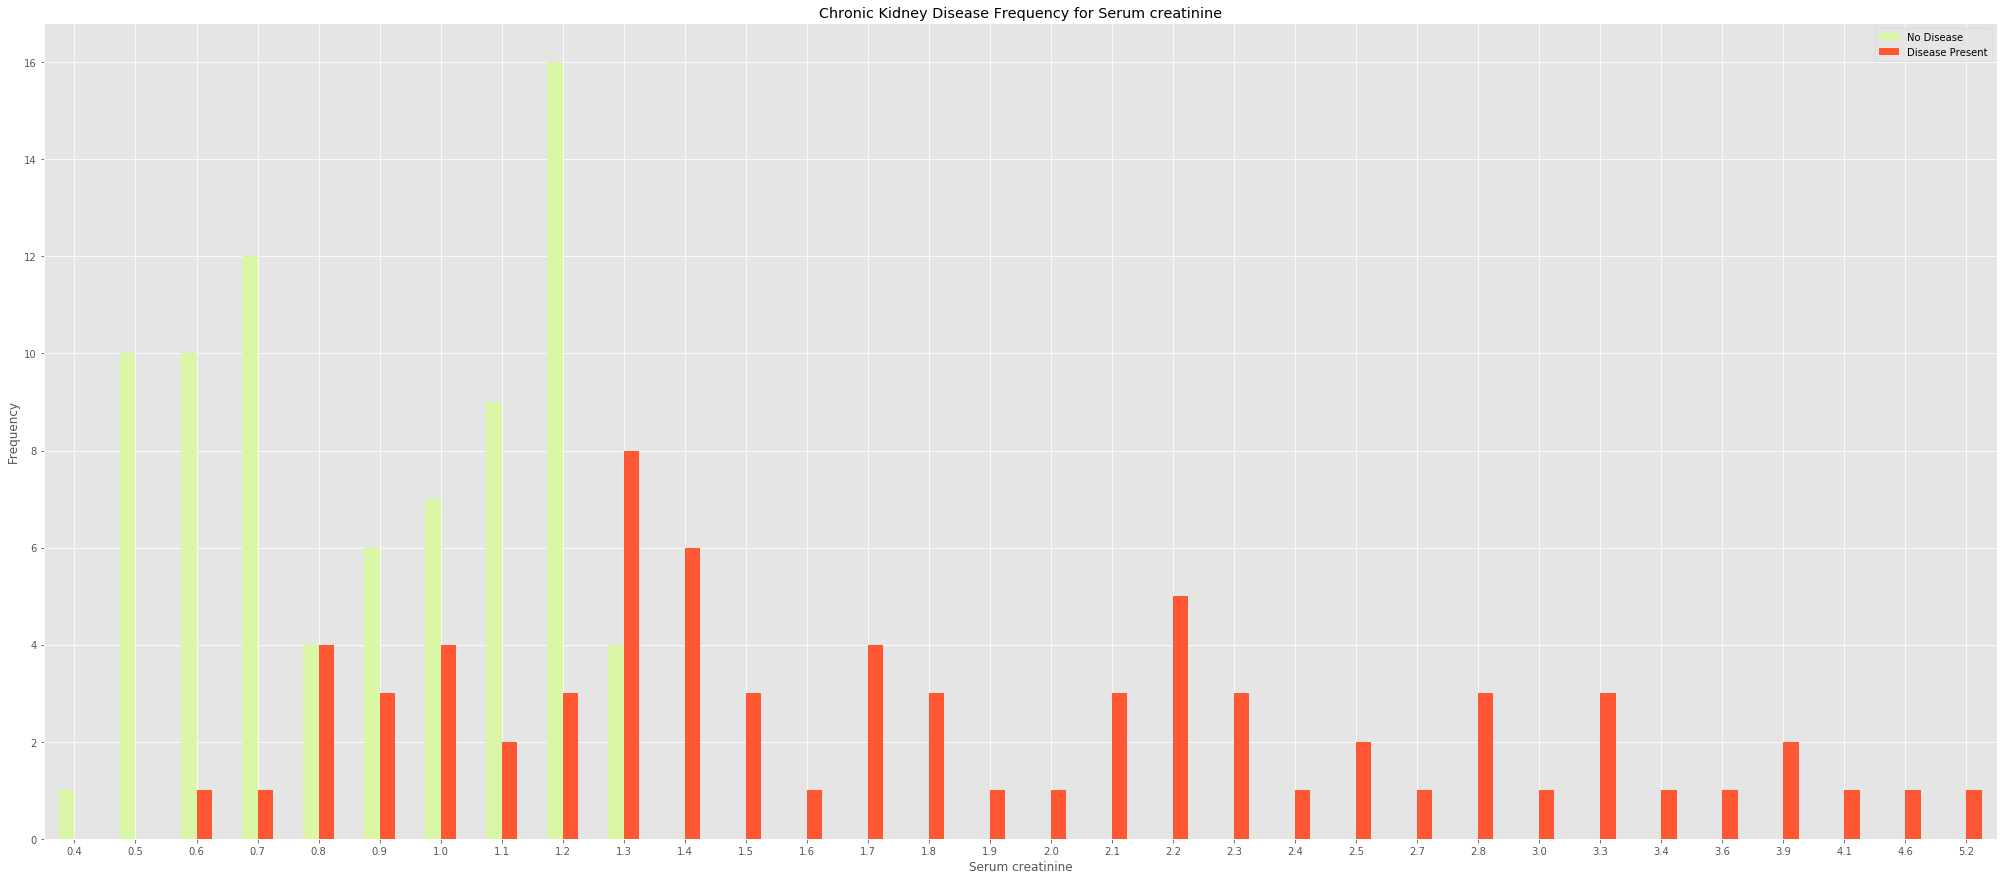 Chronic Kidney Disease Frequency for Serum creatinine
No Disease
Disease Present
16
14
12
10
8
6
4
2
0
Frequency
0.4 0.5 0.6 0.7 0.8 0.9 1.0 1.1 1.2 1.3 1.4 1.5 1.6 1.7 1.8 1.9 2.0 2.1 2.2 2.3 2.4 2.5 2.7 2.8 3.0 3.3 3.4 3.6 3.9 4.1 4.6 5.2
Serum creatinine